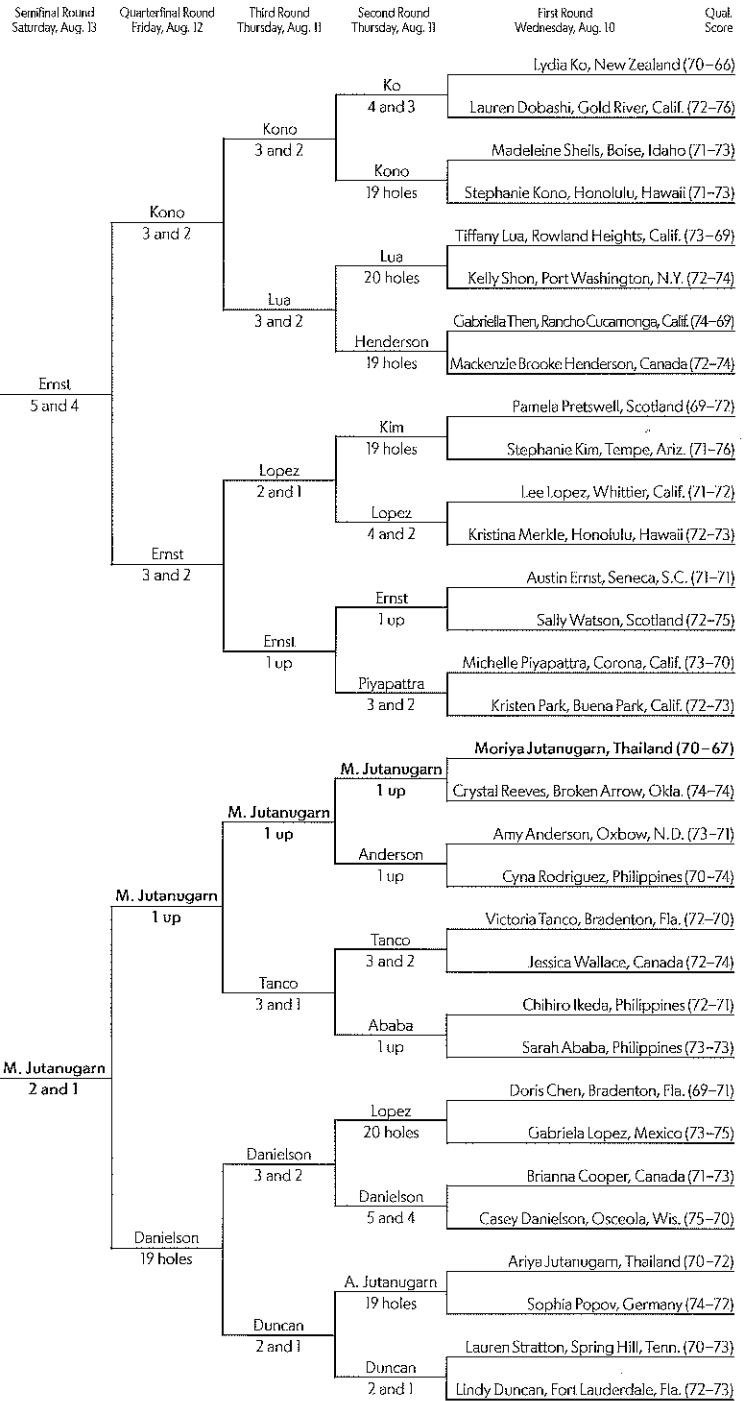 Semifinal Round
Saturday, Aug. 13
Quarterfinal Round
Friday, Aug. 12
Third Round
Thursday, Aug. 11
Second Round
Thursday, Aug. 11
First Round
Wednesday, Aug. 10
Qual.
Score
Lydia Ko, New Zealand (70–66)
Ko
4 and 3
Lauren Dobashi, Gold River, Calif. (72–76)
Kono
3 and 2
Madeleine Sheils, Boise, Idaho (71–73)
Kono
19 holes
Stephanie Kono, Honolulu, Hawaii (71–73)
Kono
3 and 2
Tiffany Lua, Rowland Heights, Calif. (73–69)
Lua
20 holes
Kelly Shon, Port Washington, N.Y. (72–74)
Lua
3 and 2
Gabriella Then, Rancho Cucamonga, Calif. (74–69)
Henderson
19 holes
Mackenzie Brooke Henderson, Canada (72–74)
Ernst
5 and 4
Pamela Pretswell, Scotland (69–72)
Kim
19 holes
Stephanie Kim, Tempe, Ariz. (71–76)
Lopez
2 and 1
Lee Lopez, Whittier, Calif. (71–72)
Lopez
4 and 2
Kristina Merkle, Honolulu, Hawaii (72–73)
Ernst
3 and 2
Austin Ernst, Seneca, S.C. (71–71)
Ernst
1 up
Sally Watson, Scotland (72–75)
Ernst
1 up
Michelle Piyapattra, Corona, Calif. (73–70)
Piyapattra
3 and 2
Kristen Park, Buena Park, Calif. (72–73)
Moriya Jutanugarn, Thailand (70–67)
M. Jutanugarn
1 up
Crystal Reeves, Broken Arrow, Okla. (74–74)
M. Jutanugarn
1 up
Amy Anderson, Oxbow, N.D. (73–71)
Anderson
1 up
Cyna Rodriguez, Philippines (70–74)
M. Jutanugarn
1 up
Victoria Tanco, Bradenton, Fla. (72–70)
Tanco
3 and 2
Jessica Wallace, Canada (72–74)
Tanco
3 and 1
Chihiro Ikeda, Philippines (72–71)
Ababa
1 up
Sarah Ababa, Philippines (73–73)
M. Jutanugarn
2 and 1
Doris Chen, Bradenton, Fla. (69–71)
Lopez
20 holes
Gabriela Lopez, Mexico (73–75)
Danielson
3 and 2
Brianna Cooper, Canada (71–73)
Danielson
5 and 4
Casey Danielson, Osceola, Wis. (75–70)
Danielson
19 holes
Ariya Jutanugarn, Thailand (70–72)
A. Jutanugarn
19 holes
Sophia Popov, Germany (74–72)
Duncan
2 and 1
Lauren Stratton, Spring Hill, Tenn. (70–73)
Duncan
2 and 1
Lindy Duncan, Fort Lauderdale, Fla. (72–73)